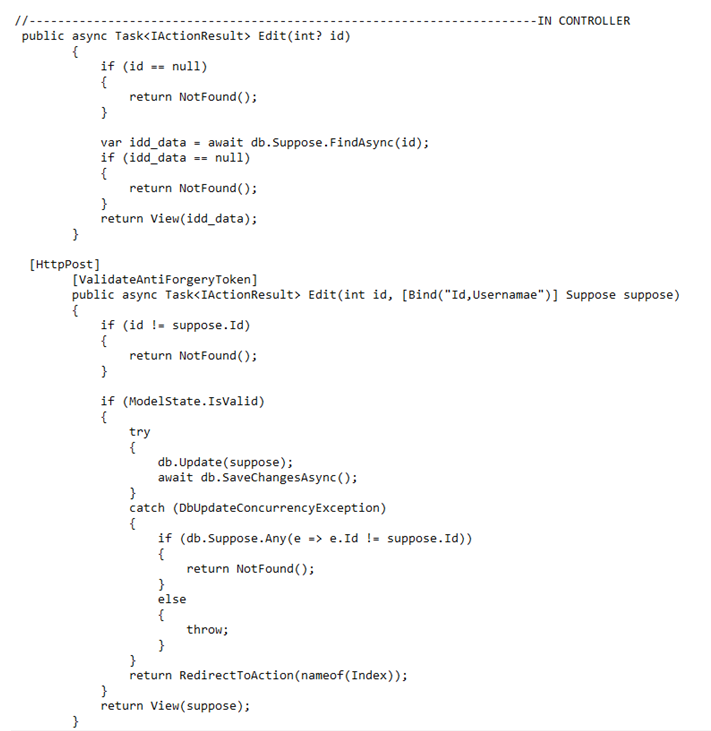 //-----------------------------------------------------------------------IN CONTROLLER
public async Task<IActionResult> Edit(int? id)
{
if (id == null)
{
return NotFound();
}
var idd_data = await db.Suppose.FindAsync(id);
if (idd_data == null)
{
return NotFound();
}
return View(idd_data);
}
[HttpPost]
[ValidateAntiForgeryToken]
public async Task<IActionResult> Edit(int id, [Bind("Id,Usernamae")] Suppose suppose)
{
if (id != suppose.Id)
{
return NotFound();
}
if (ModelState.IsValid)
{
try
{
db.Update(suppose);
await db.SaveChangesAsync();
}
catch (DbUpdateConcurrencyException)
{
if (db.Suppose.Any(e => e.Id != suppose.Id))
{
return NotFound();
}
else
{
throw;
}
}
return RedirectToAction(nameof(Index));
}
return View(suppose);
}